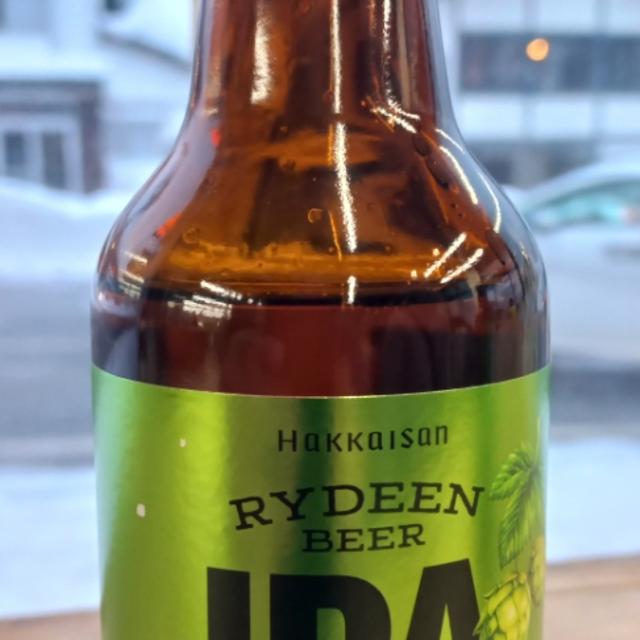 Hakkaisan
RYDEEN
BEER
IPA